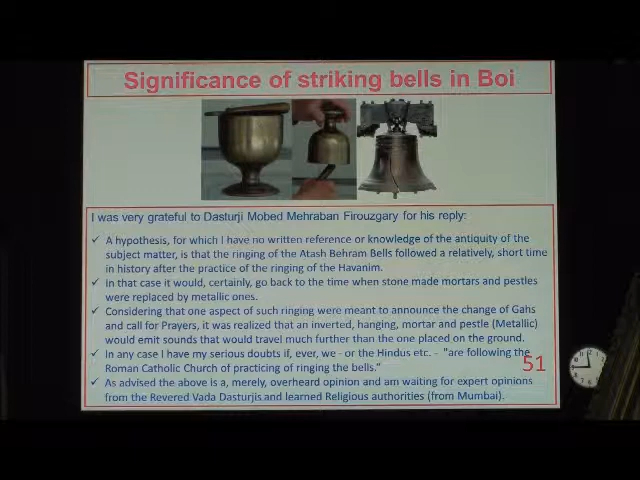 Significance of striking bells in Boi
I was very grateful to Dasturji Mobed Mehraban Firouzgary for his reply:
✓ A hypothesis, for which I have no written reference or knowledge of the antiquity of the
subject matter, is that the ringing of the Atash Behram Bells followed a relatively, short time
in history after the practice of the ringing of the Havanim.
✓ In that case it would, certainly, go back to the time when stone made mortars and pestles
were replaced by metallic ones.
✓ Considering that one aspect of such ringing were meant to announce the change of Gahs
and call for Prayers, it was realized that an inverted, hanging, mortar and pestle (Metallic)
would emit sounds that would travel much further than the one placed on the ground.
✓ In any case I have my serious doubts if, ever, we - or the Hindus etc. - "are following the
Roman Catholic Church of practicing of ringing the bells."
51
✓ As advised the above is a, merely, overheard opinion and am waiting for expert opinions
from the Revered Vada Dasturjis and learned Religious authorities (from Mumbai).